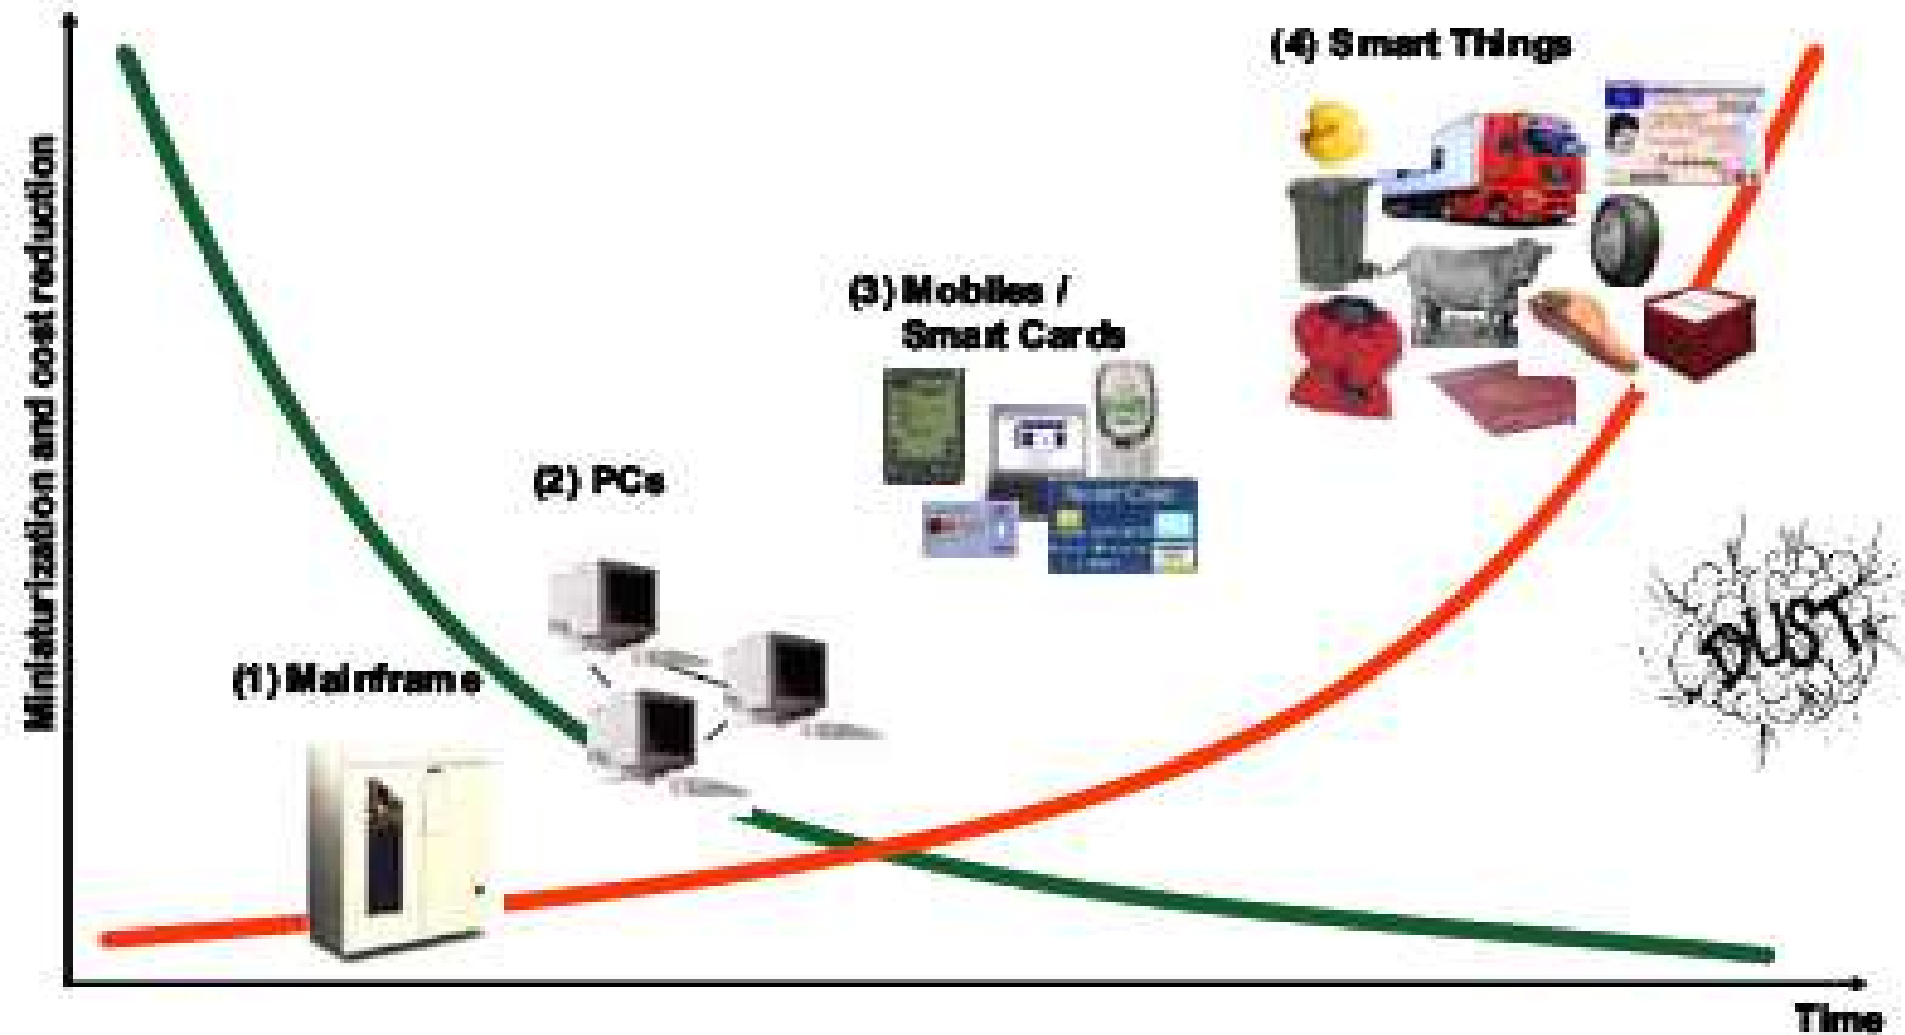 Miniaturization and cost reduction
(1) Mainframe
(2) PCs
(3) Mobiles /
Smart Cards
(4) Smart Things
DUST
Time